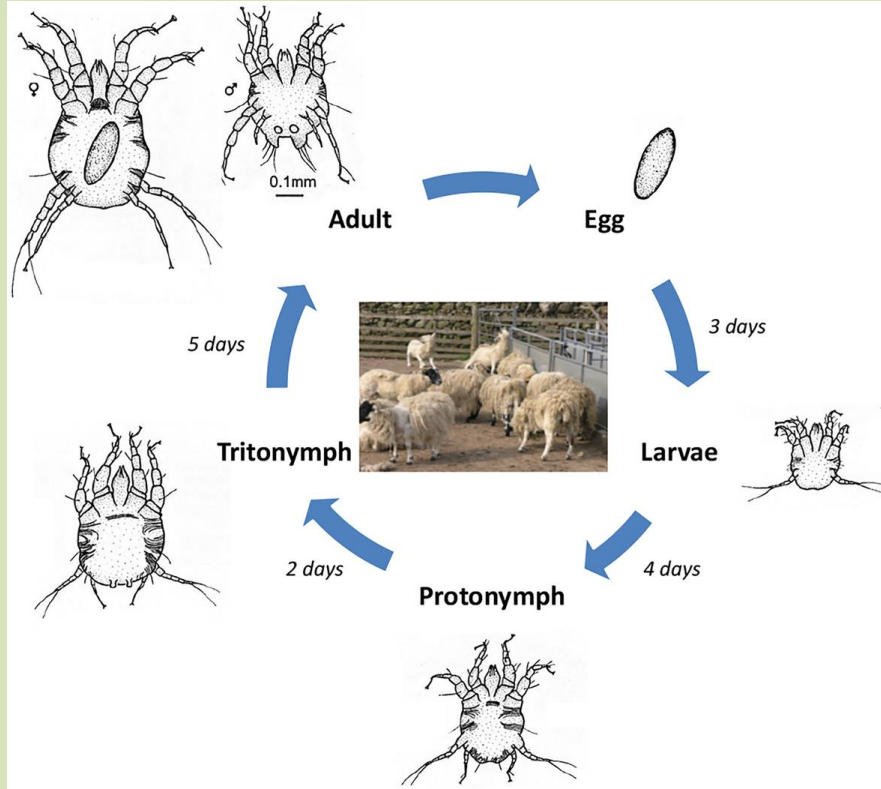 ♀
♂
0.1mm
Adult
Egg
5 days
3 days
Tritonymph
Larvae
2 days
4 days
Protonymph